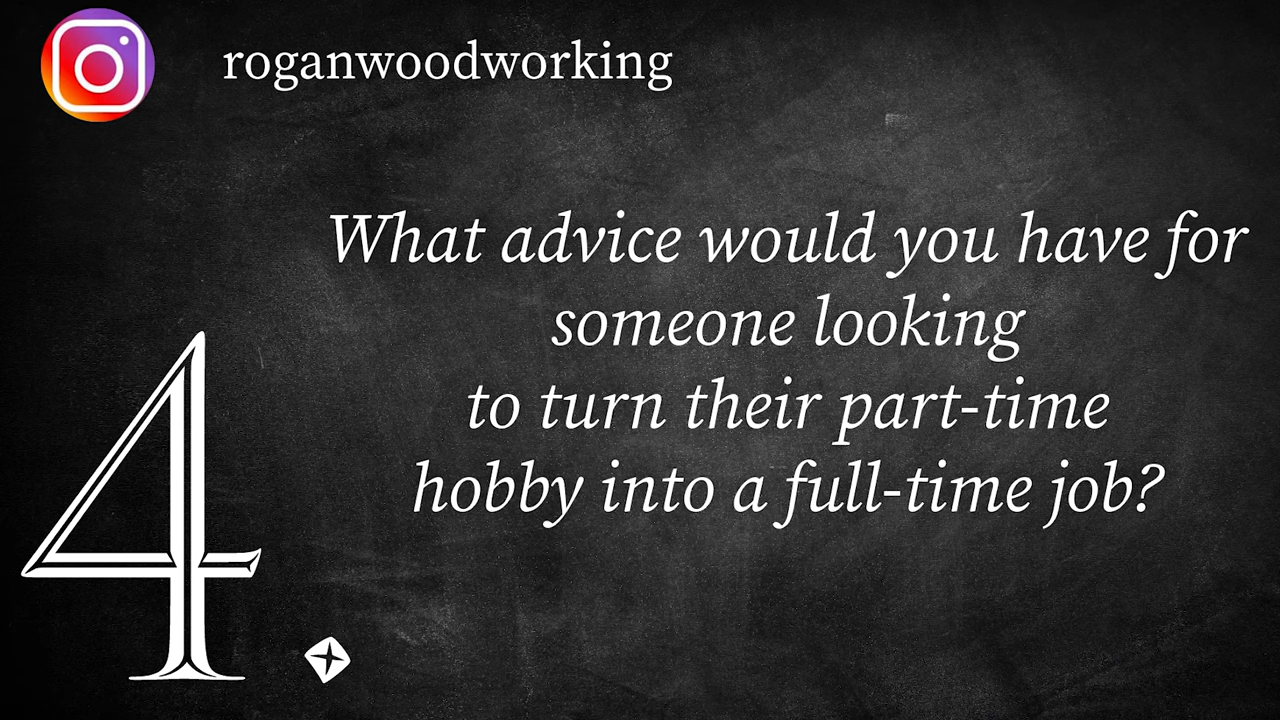 roganwoodworking
What advice would you have for
someone looking
to turn their part-time
hobby into a full-time job?
4.